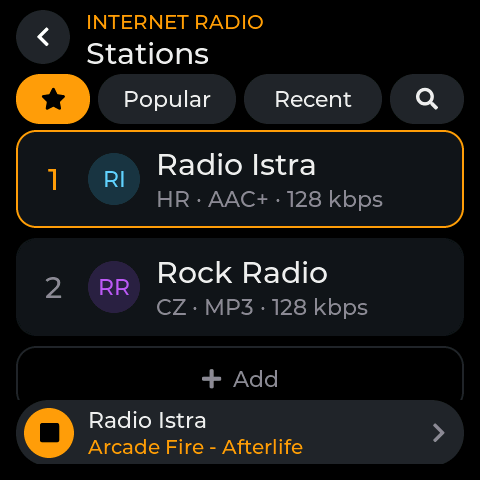 INTERNET RADIO
Stations
Popular
Recent
1
RI
Radio Istra
HR · AAC+ · 128 kbps
2
RR
Rock Radio
CZ · MP3 · 128 kbps
+ Add
Radio Istra
Arcade Fire - Afterlife